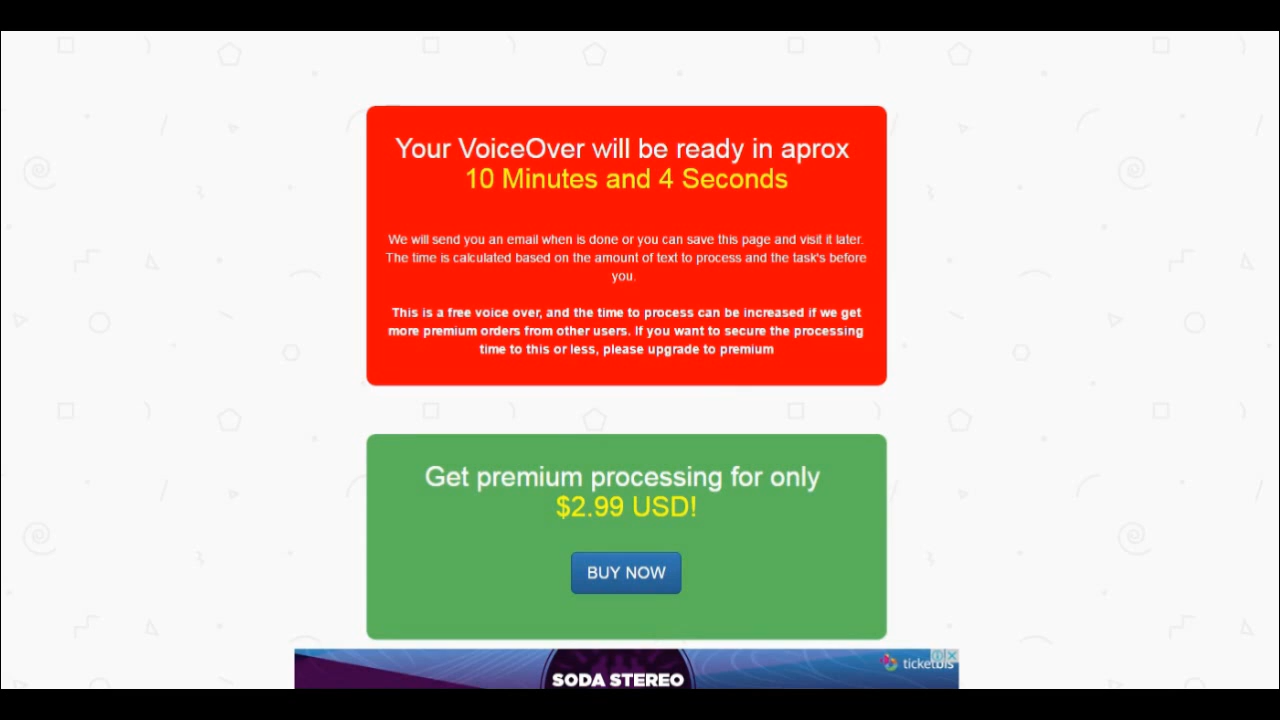 Your VoiceOver will be ready in aprox
10 Minutes and 4 Seconds
We will send you an email when is done or you can save this page and visit it later.
The time is calculated based on the amount of text to process and the task's before
you.
This is a free voice over, and the time to process can be increased if we get
more premium orders from other users. If you want to secure the processing
time to this or less, please upgrade to premium
Get premium processing for only
$2.99 USD!
BUY NOW
ticketbis
SODA STEREO